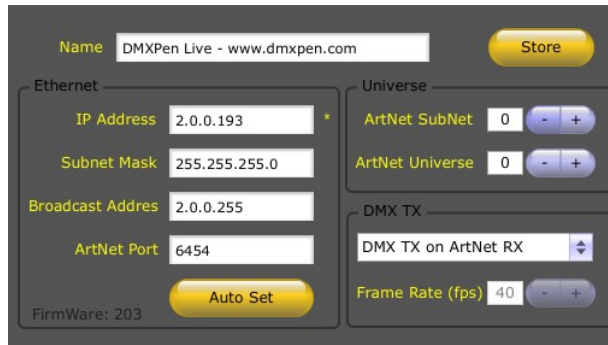 Name DMXPen Live - www.dmxpen.com Store
Ethernet
IP Address 2.0.0.193 *
Subnet Mask 255.255.255.0
Broadcast Addres 2.0.0.255
ArtNet Port 6454
Auto Set
FirmWare: 203
Universe
ArtNet SubNet 0 - +
ArtNet Universe 0 - +
DMX TX
DMX TX on ArtNet RX
Frame Rate (fps) 40 - +